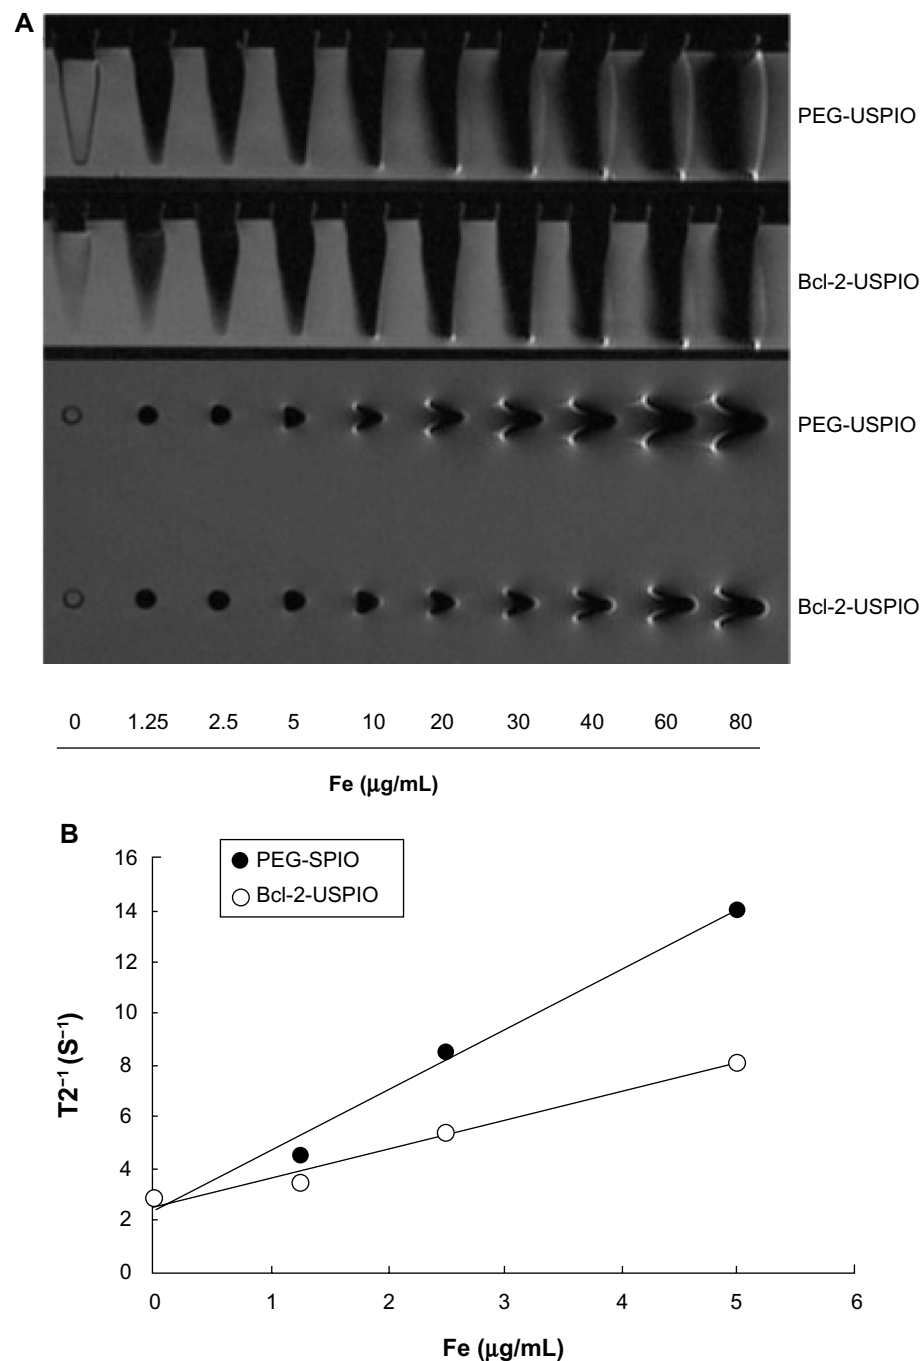 A
PEG-USPIO
Bcl-2-USPIO
PEG-USPIO
Bcl-2-USPIO
0 1.25 2.5 5 10 20 30 40 60 80
Fe (µg/mL)
B
PEG-SPIO
Bcl-2-USPIO
16
14
12
10
8
6
4
2
0
T2⁻¹ (S⁻¹)
0 1 2 3 4 5 6
Fe (µg/mL)